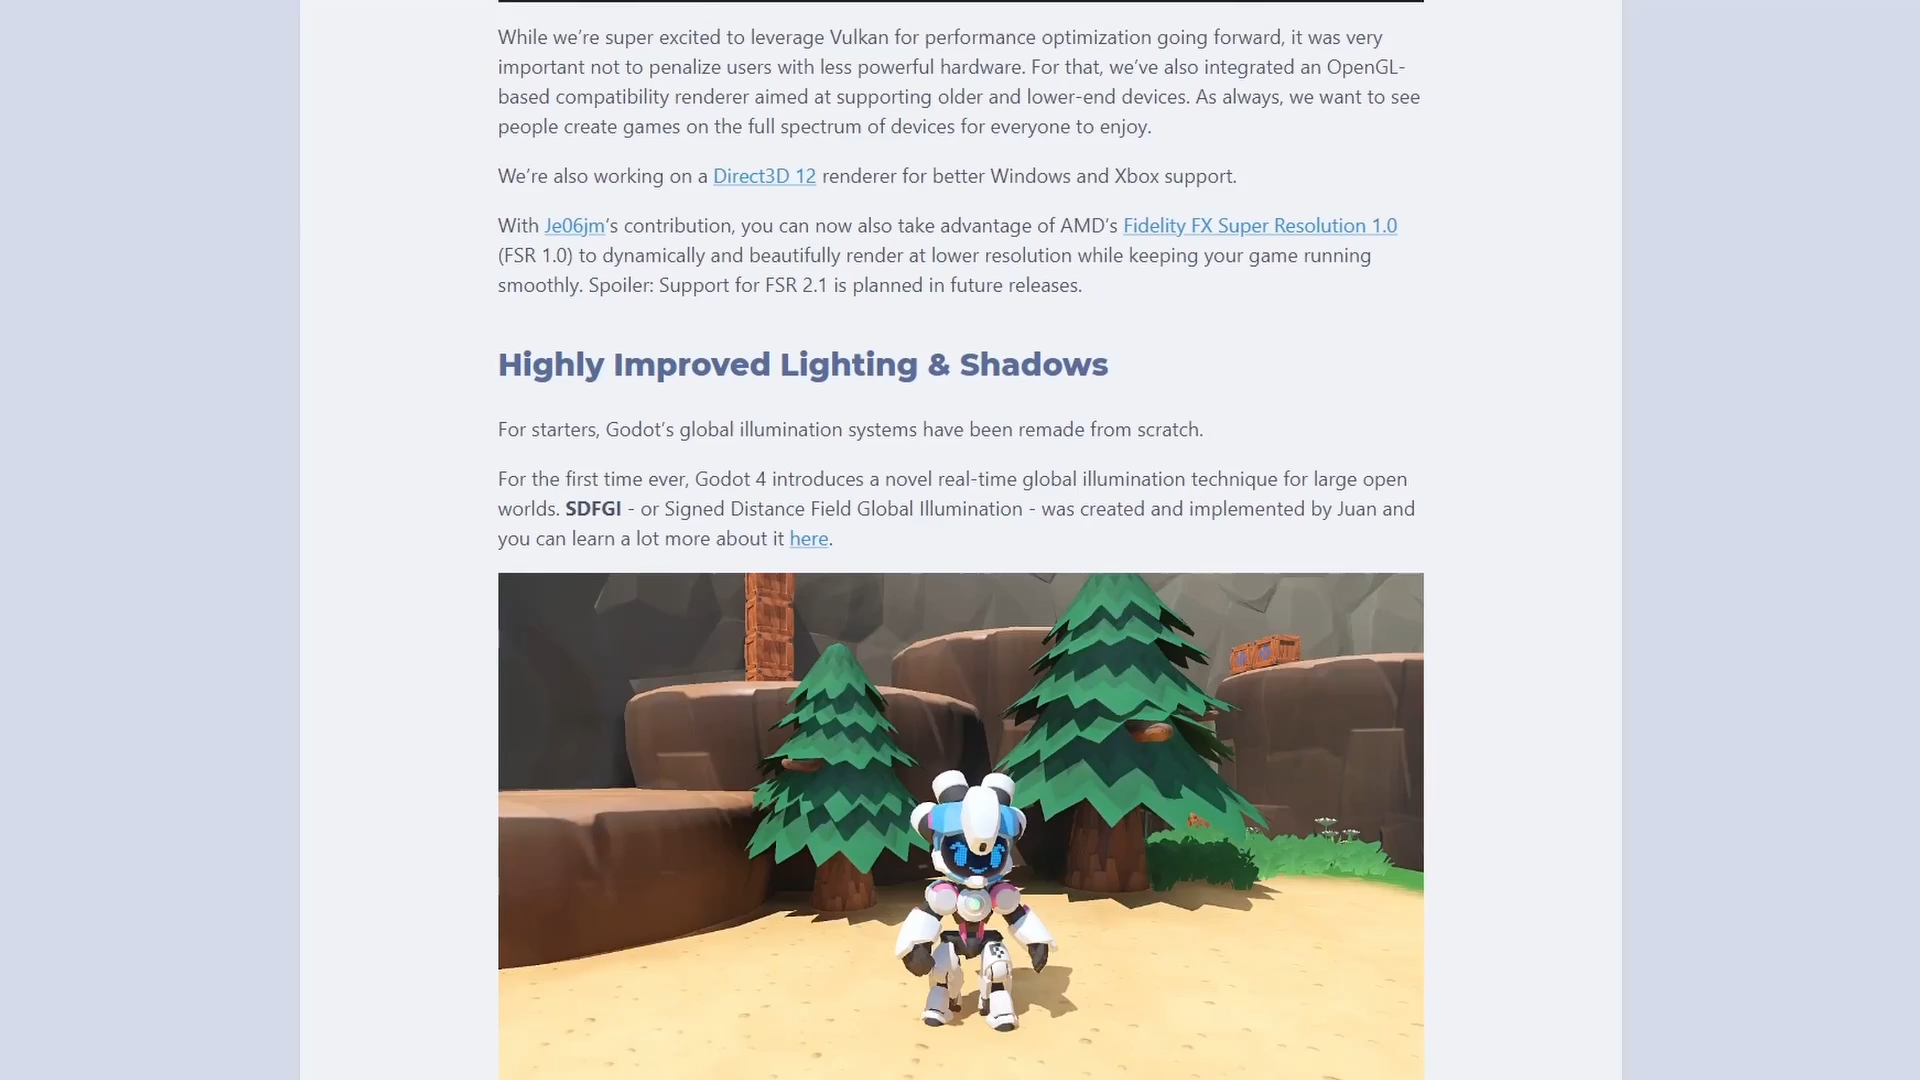 While we’re super excited to leverage Vulkan for performance optimization going forward, it was very
important not to penalize users with less powerful hardware. For that, we’ve also integrated an OpenGL-
based compatibility renderer aimed at supporting older and lower-end devices. As always, we want to see
people create games on the full spectrum of devices for everyone to enjoy.
We’re also working on a Direct3D 12 renderer for better Windows and Xbox support.
With Je06jm’s contribution, you can now also take advantage of AMD’s Fidelity FX Super Resolution 1.0
(FSR 1.0) to dynamically and beautifully render at lower resolution while keeping your game running
smoothly. Spoiler: Support for FSR 2.1 is planned in future releases.
Highly Improved Lighting & Shadows
For starters, Godot’s global illumination systems have been remade from scratch.
For the first time ever, Godot 4 introduces a novel real-time global illumination technique for large open
worlds. SDFGI - or Signed Distance Field Global Illumination - was created and implemented by Juan and
you can learn a lot more about it here.